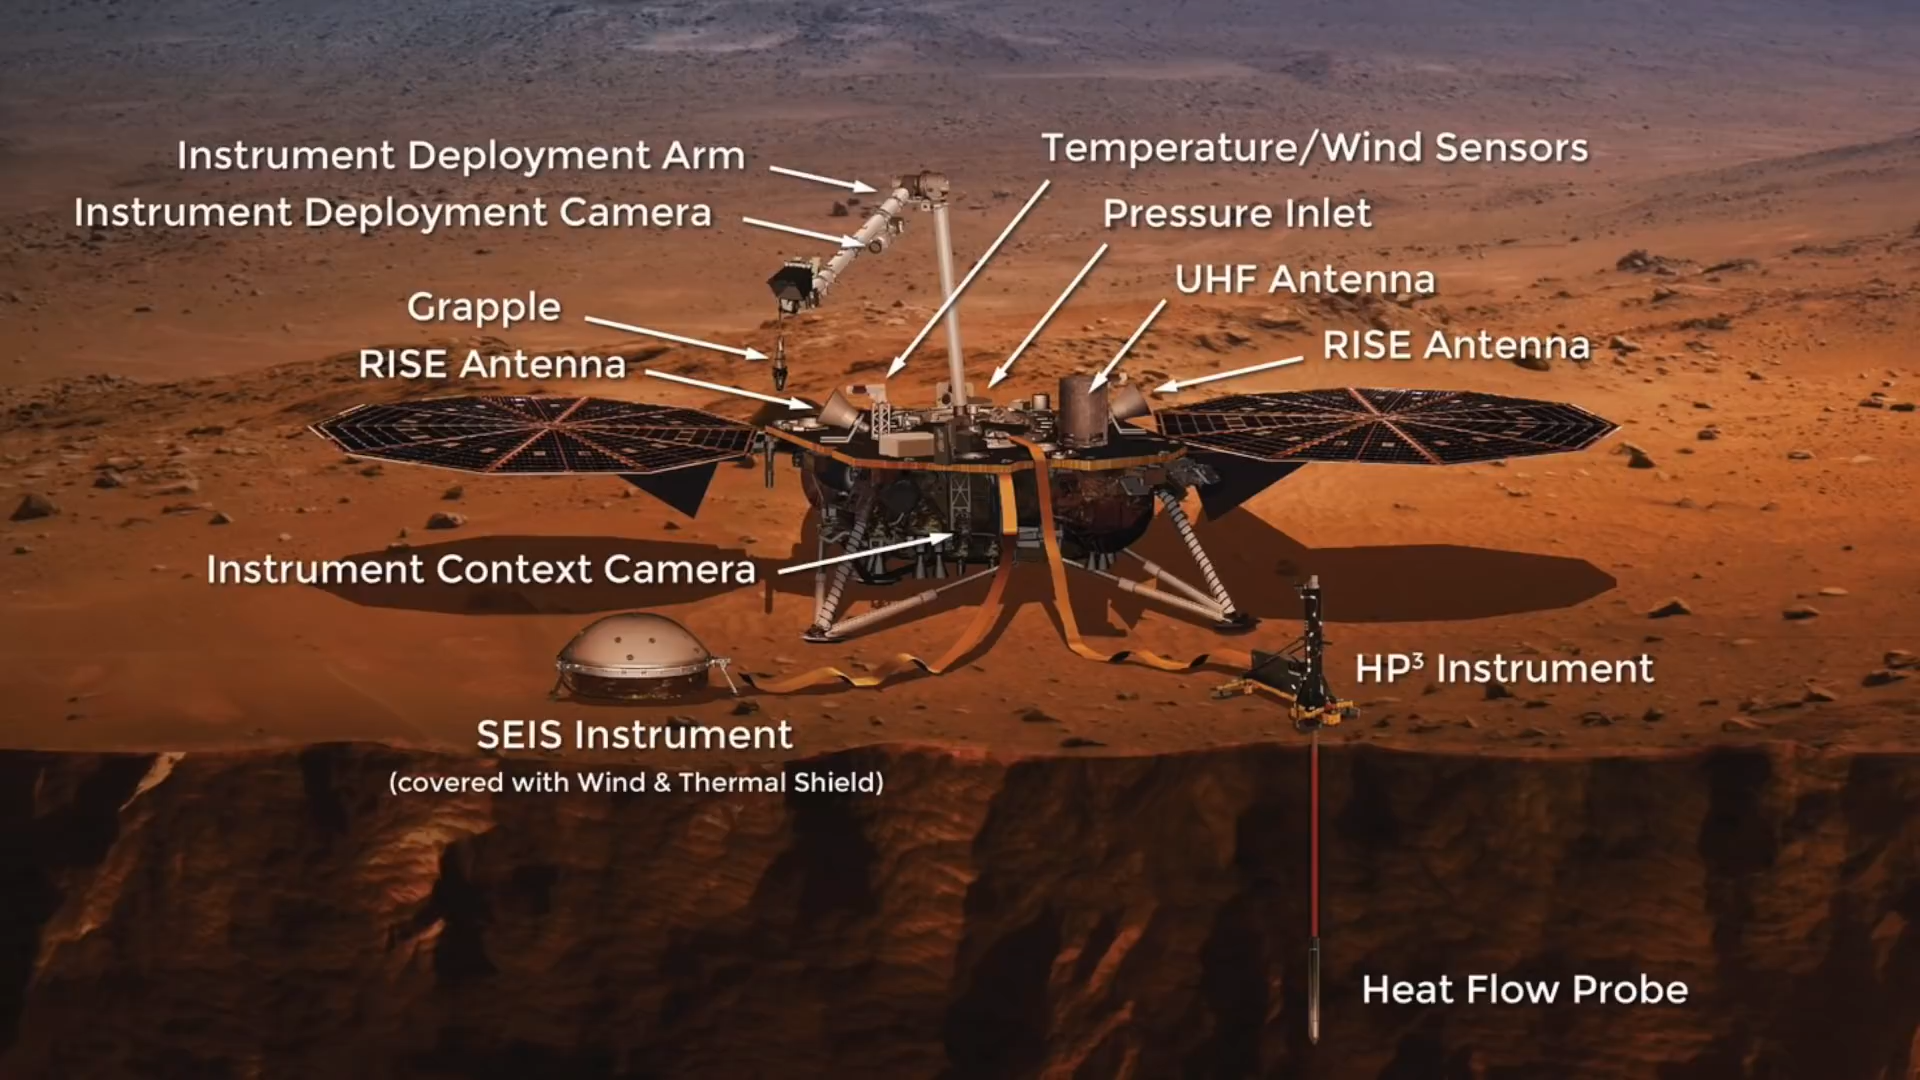 Instrument Deployment Arm
Instrument Deployment Camera
Grapple
RISE Antenna
Temperature/Wind Sensors
Pressure Inlet
UHF Antenna
RISE Antenna
Instrument Context Camera
SEIS Instrument
(covered with Wind & Thermal Shield)
HP³ Instrument
Heat Flow Probe